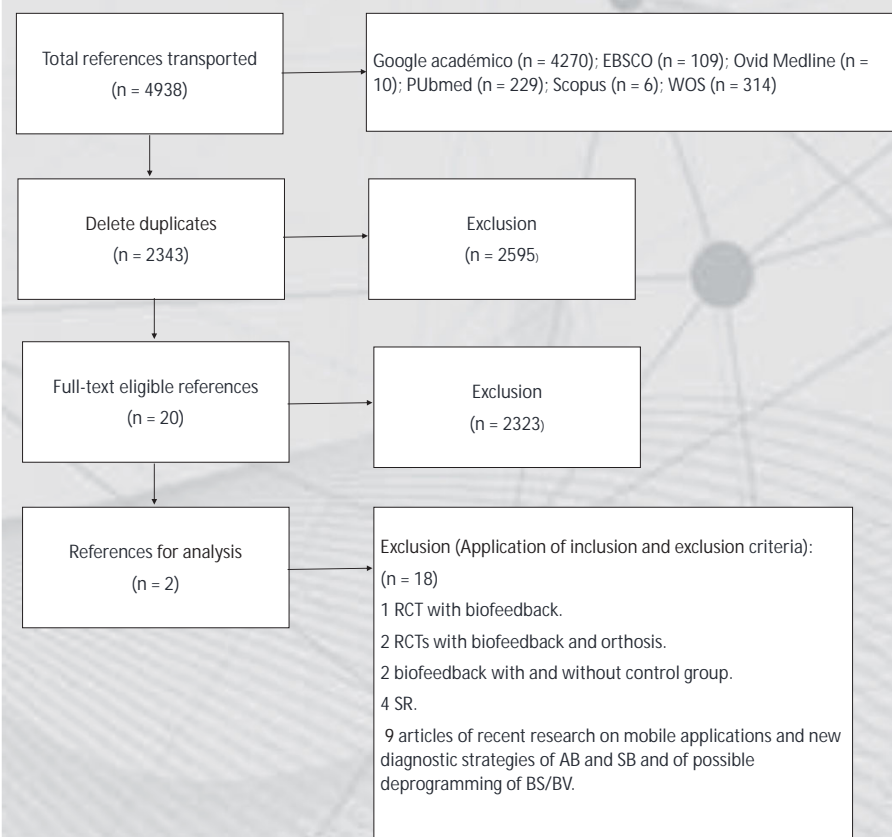 Total references transported
(n = 4938)
Google académico (n = 4270); EBSCO (n = 109); Ovid Medline (n =
10); PUbmed (n = 229); Scopus (n = 6); WOS (n = 314)
Delete duplicates
(n = 2343)
Exclusion
(n = 2595)
Full-text eligible references
(n = 20)
Exclusion
(n = 2323)
References for analysis
(n = 2)
Exclusion (Application of inclusion and exclusion criteria):
(n = 18)
1 RCT with biofeedback.
2 RCTs with biofeedback and orthosis.
2 biofeedback with and without control group.
4 SR.
9 articles of recent research on mobile applications and new
diagnostic strategies of AB and SB and of possible
deprogramming of BS/BV.